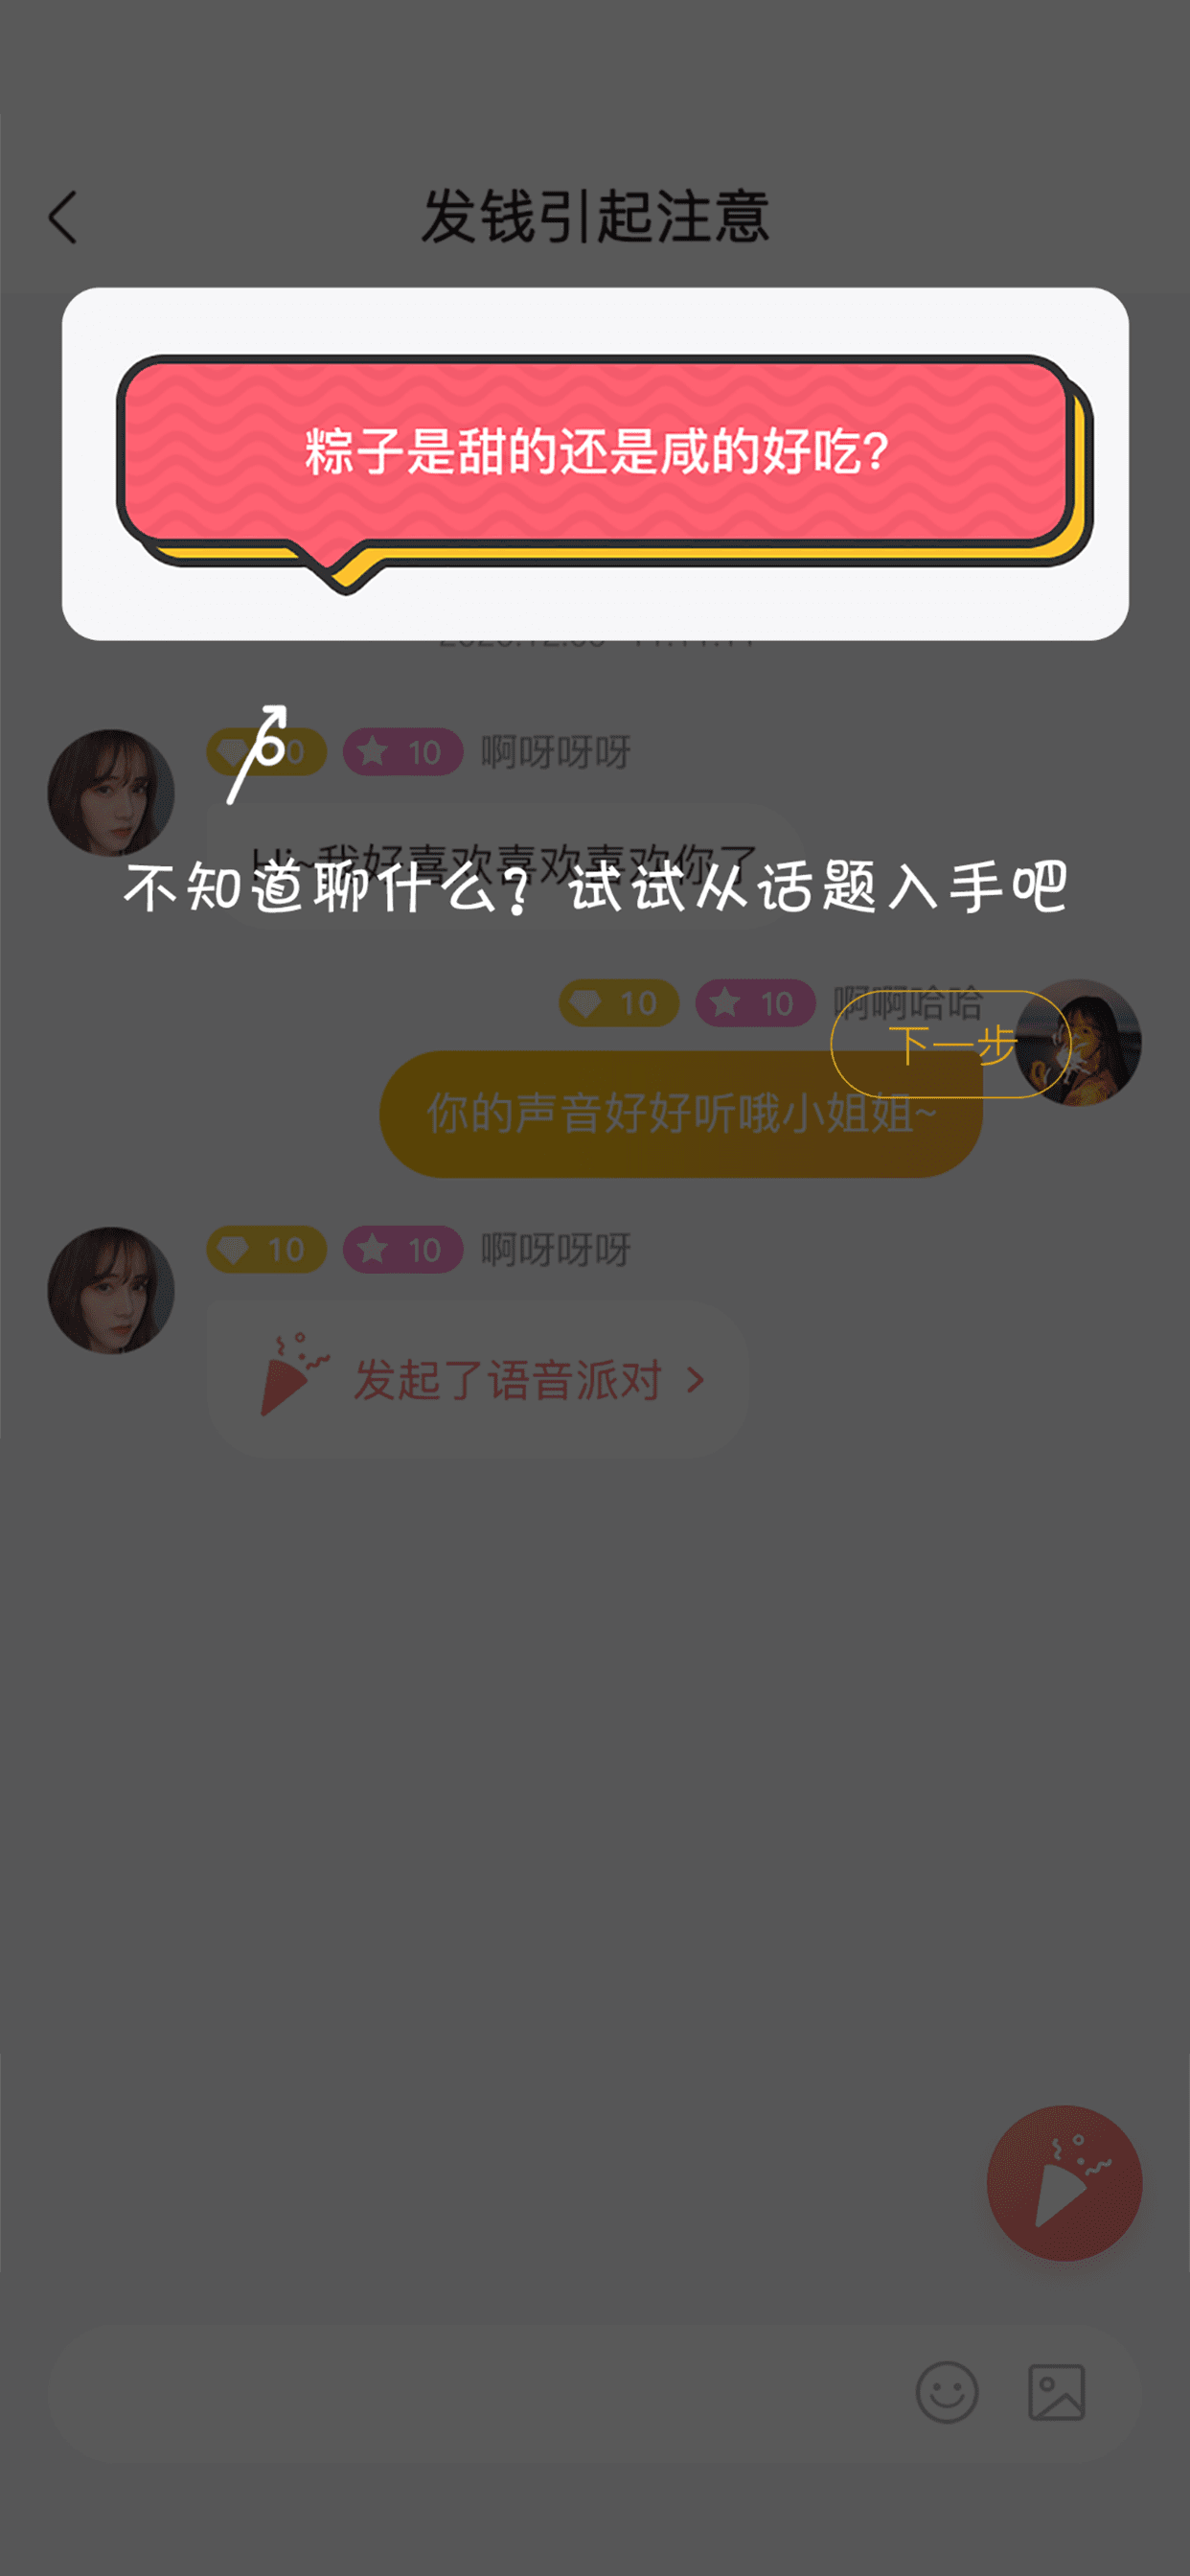 发钱引起注意
粽子是甜的还是咸的好吃?
10 啊呀呀呀
Hi~我好喜欢喜欢喜欢你了
不知道聊什么？试试从话题入手吧
10 10 啊啊哈哈
下一步
你的声音好好听哦小姐姐~
10 10 啊呀呀呀
发起了语音派对